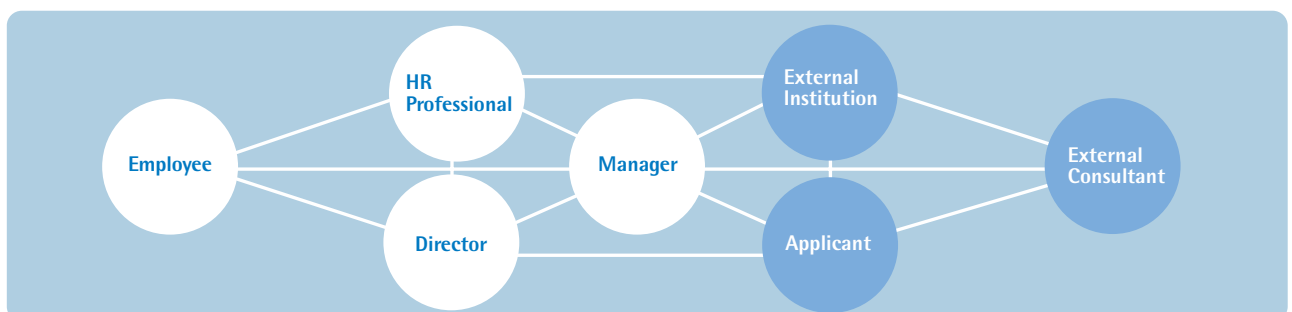 HR
Professional
External
Institution
Employee
Manager
External
Consultant
Director
Applicant